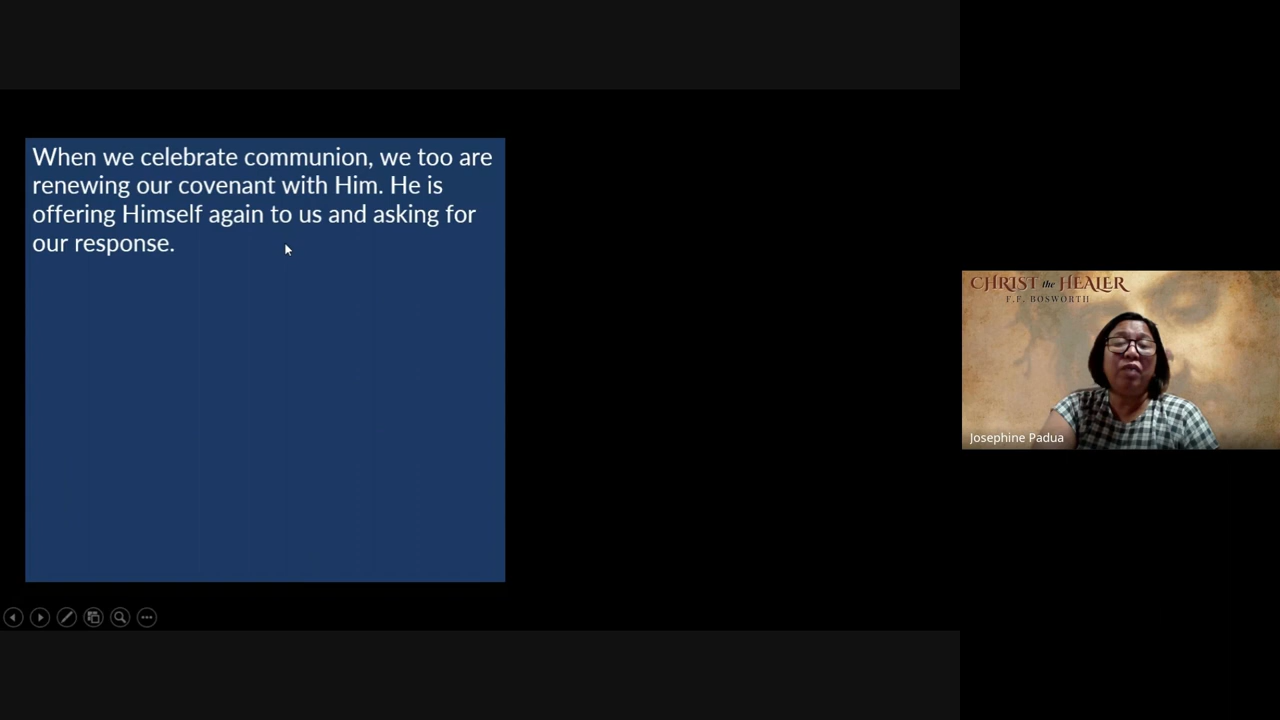 When we celebrate communion, we too are
renewing our covenant with Him. He is
offering Himself again to us and asking for
our response.
CHRIST the HEALER
F.F. BOSWORTH
Josephine Padua